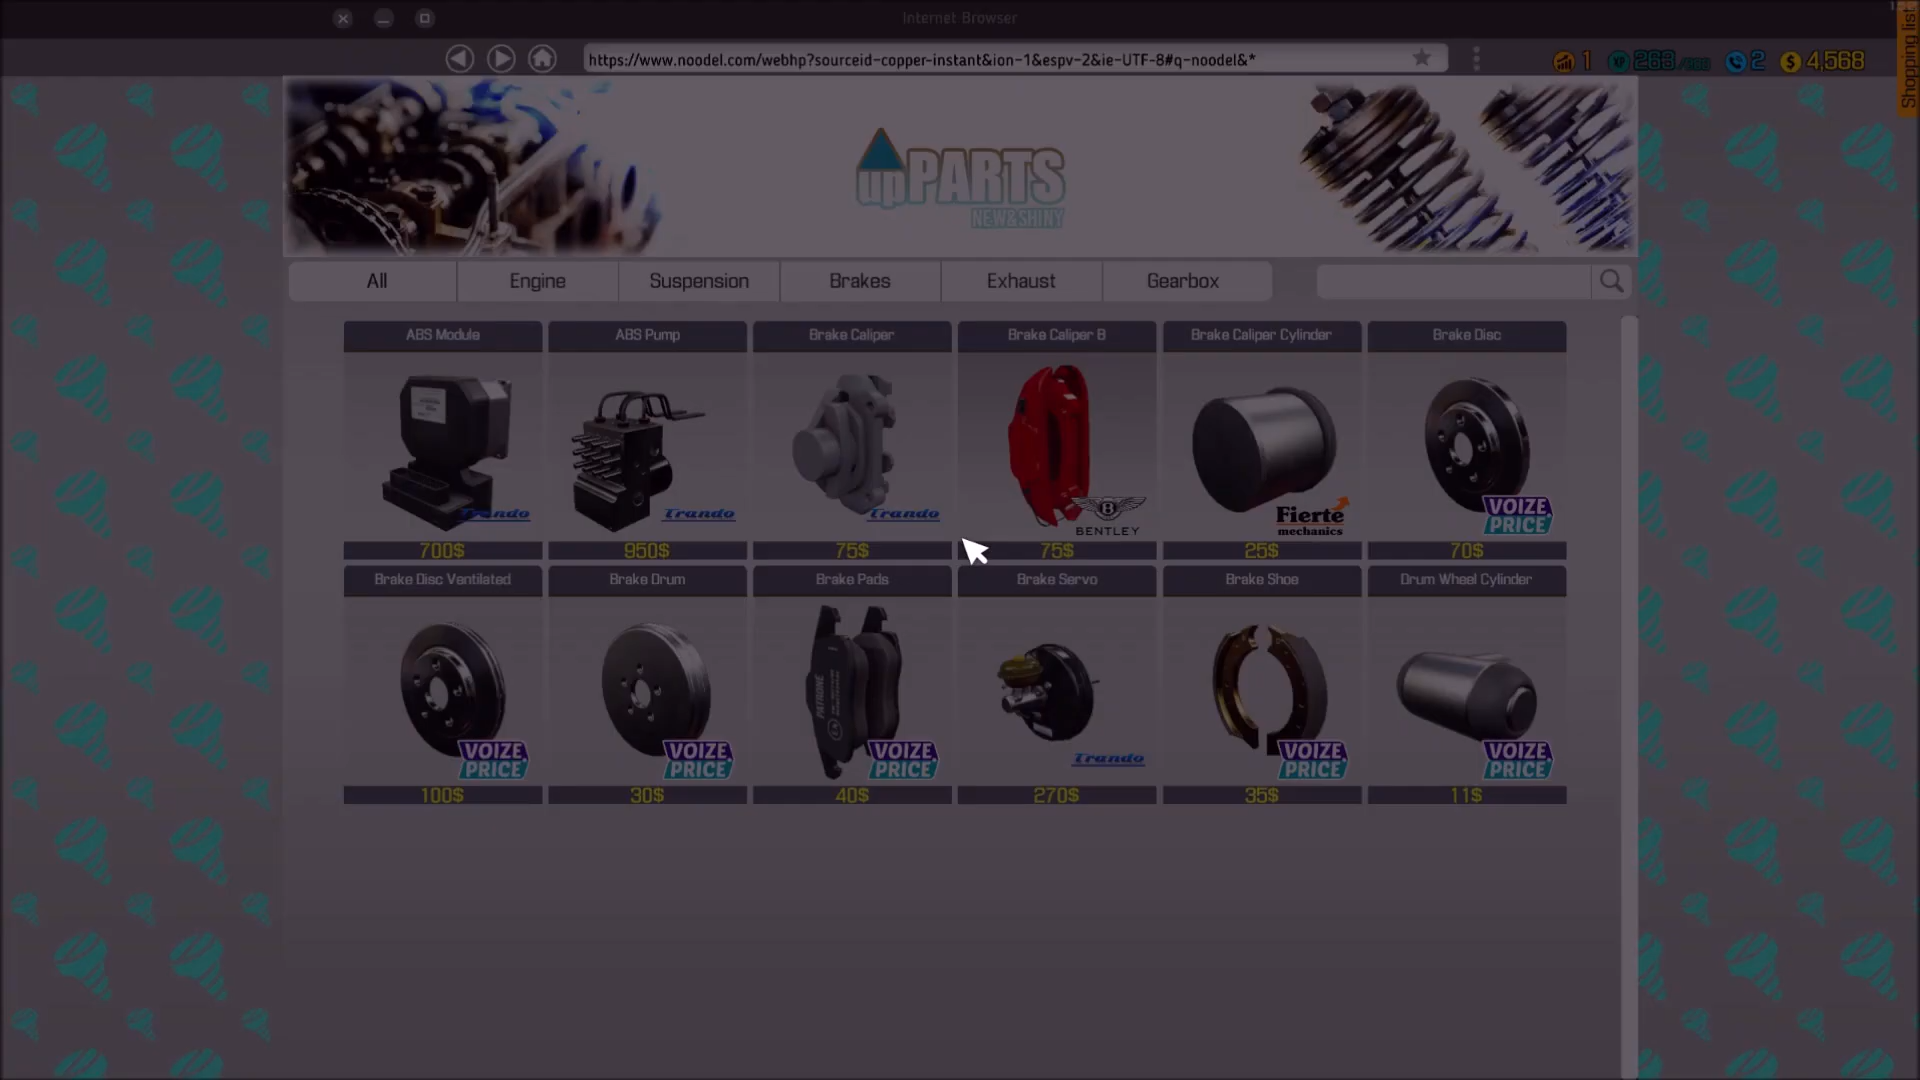 Internet Browser
https://www.noodel.com/webhp?sourceid-copper-instant&ion-1&espv-2&ie-UTF-8#q-noodel&*
1
XP 263
2
$ 4,568
Shopping list
upPARTS
NEW&SHINY
All
Engine
Suspension
Brakes
Exhaust
Gearbox
ABS Module
ABS Pump
Brake Caliper
Brake Caliper B
Brake Caliper Cylinder
Brake Disc
Trando
Trando
Trando
B
BENTLEY
Fierte
mechanics
VOIZE
PRICE
700$
950$
75$
75$
25$
70$
Brake Disc Ventilated
Brake Drum
Brake Pads
Brake Servo
Brake Shoe
Drum Wheel Cylinder
PATRONE
VOIZE
PRICE
VOIZE
PRICE
VOIZE
PRICE
Trando
VOIZE
PRICE
VOIZE
PRICE
100$
30$
40$
270$
35$
11$